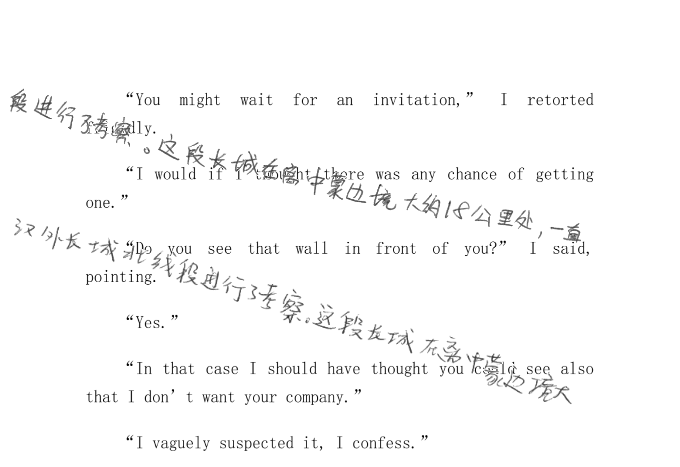 “You might wait for an invitation,” I retorted
段进行了考察。这段长城在离中蒙边境大约18公里处，一直
“I would if I thought there was any chance of getting
one.”
“Do you see that wall in front of you?” I said,
pointing.
汉外长城北线段进行了考察。这段长城在离中蒙边境大
“Yes.”
“In that case I should have thought you could see also
that I don’t want your company.”
“I vaguely suspected it, I confess.”